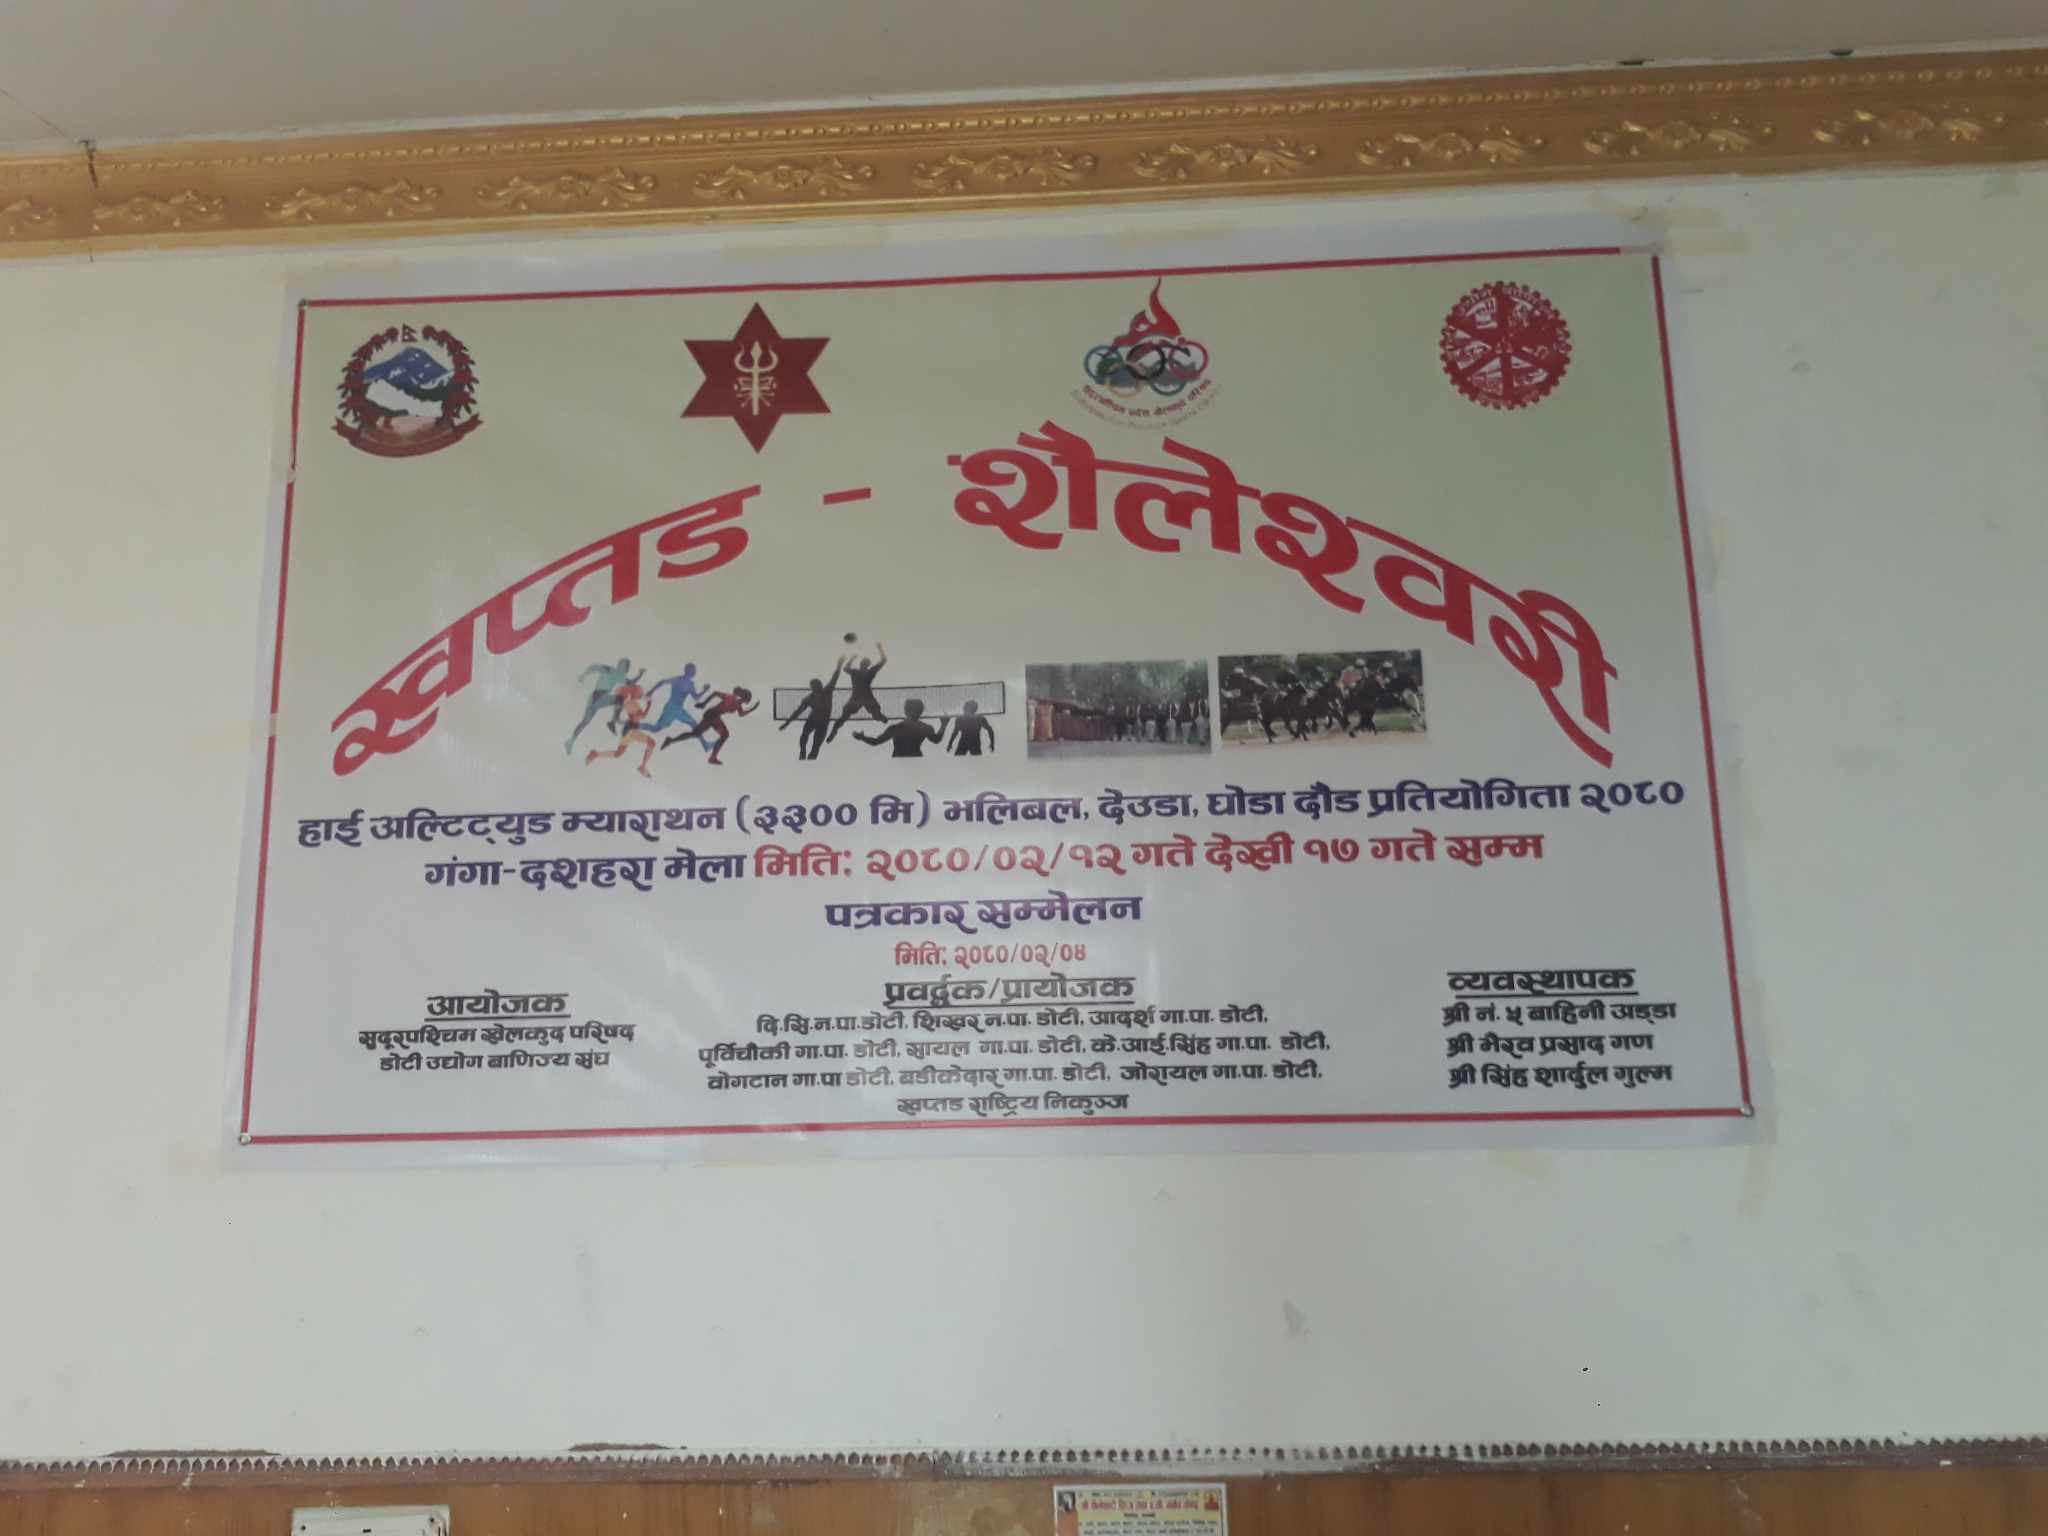 खप्तड - शैलेश्वरी
हाई अल्टिट्युड म्याराथन (३३०० मि) भलिबल, देउडा, घोडा दौड प्रतियोगिता २०८०
गंगा-दशहरा मेला मिति: २०८०/०२/१२ गते देखी १७ गते सम्म
पत्रकार सम्मेलन
मिति: २०८०/०२/०४
आयोजक
सुदूरपश्चिम खेलकुद परिषद
डोटी उद्योग बाणिज्य संघ
प्रवर्द्धक/प्रायोजक
दि.सि.न.पा.डोटी, शिखर न.पा. डोटी, आदर्श गा.पा. डोटी,
पूर्विचौकी गा.पा. डोटी, सायल गा.पा. डोटी, के.आई.सिंह गा.पा. डोटी,
वोगटान गा.पा डोटी, बडीकेदार गा.पा. डोटी, जोरायल गा.पा. डोटी,
खप्तड राष्ट्रिय निकुञ्ज
व्यवस्थापक
श्री नं. ५ बाहिनी अड्डा
श्री भैरव प्रसाद गण
श्री सिंह शार्दुल गुल्म